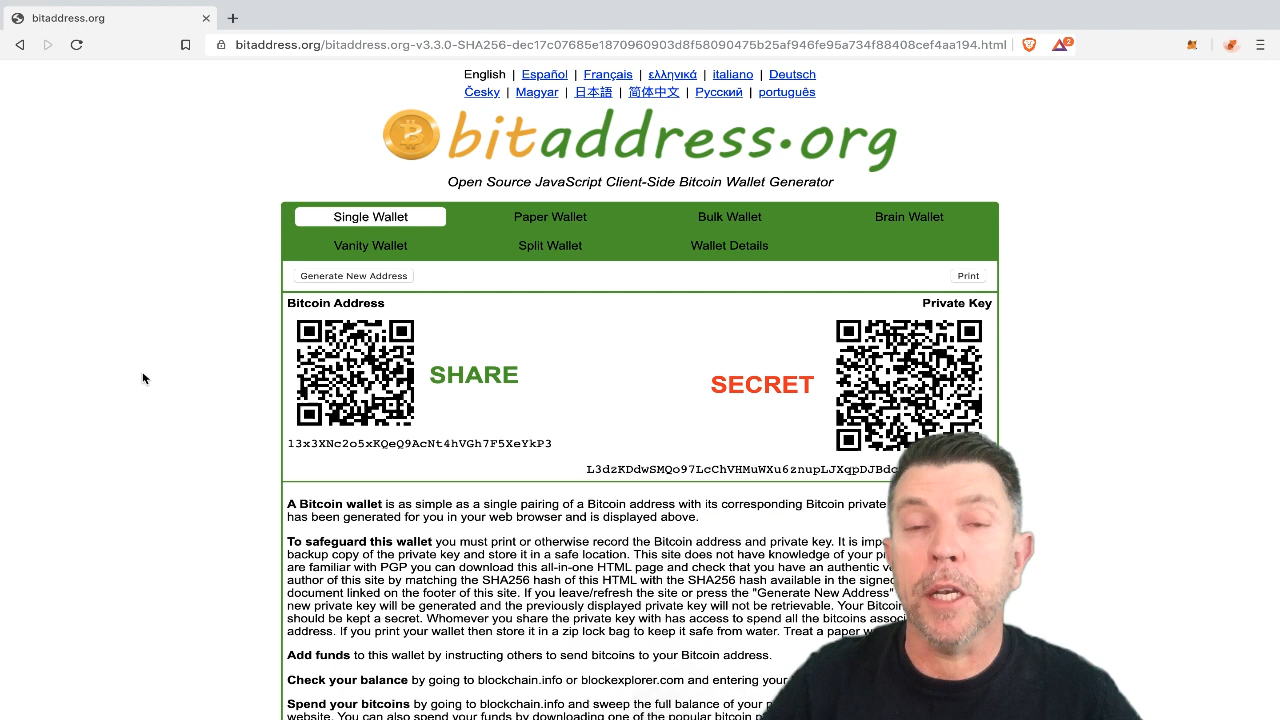 bitaddress.org
bitaddress.org/bitaddress.org-v3.3.0-SHA256-dec17c07685e1870960903d8f58090475b25af946fe95a734f88408cef4aa194.html
2
English | Español | Français | ελληνικά | italiano | Deutsch
Česky | Magyar | 日本語 | 简体中文 | Русский | português
bitaddress.org
Open Source JavaScript Client-Side Bitcoin Wallet Generator
Single Wallet Paper Wallet Bulk Wallet Brain Wallet
Vanity Wallet Split Wallet Wallet Details
Generate New Address Print
Bitcoin Address Private Key
SHARE
SECRET
13x3XNc2o5xKQeQ9AcNt4hVGh7F5XeYkP3
L3dzKDdwSMQo97LcChVHMuWXu6znupLJXqpDJBdc
A Bitcoin wallet is as simple as a single pairing of a Bitcoin address with its corresponding Bitcoin private
has been generated for you in your web browser and is displayed above.
To safeguard this wallet you must print or otherwise record the Bitcoin address and private key. It is
backup copy of the private key and store it in a safe location. This site does not have knowledge of your
are familiar with PGP you can download this all-in-one HTML page and check that you have an authentic
author of this site by matching the SHA256 hash of this HTML with the SHA256 hash available in the signed
document linked on the footer of this site. If you leave/refresh the site or press the "Generate New Address"
new private key will be generated and the previously displayed private key will not be retrievable. Your Bitcoin
should be kept a secret. Whomever you share the private key with has access to spend all the bitcoins
address. If you print your wallet then store it in a zip lock bag to keep it safe from water. Treat a paper
Add funds to this wallet by instructing others to send bitcoins to your Bitcoin address.
Check your balance by going to blockchain.info or blockexplorer.com and entering
Spend your bitcoins by going to blockchain.info and sweep the full balance of your
website. You can also spend your funds by downloading one of the popular bitcoin